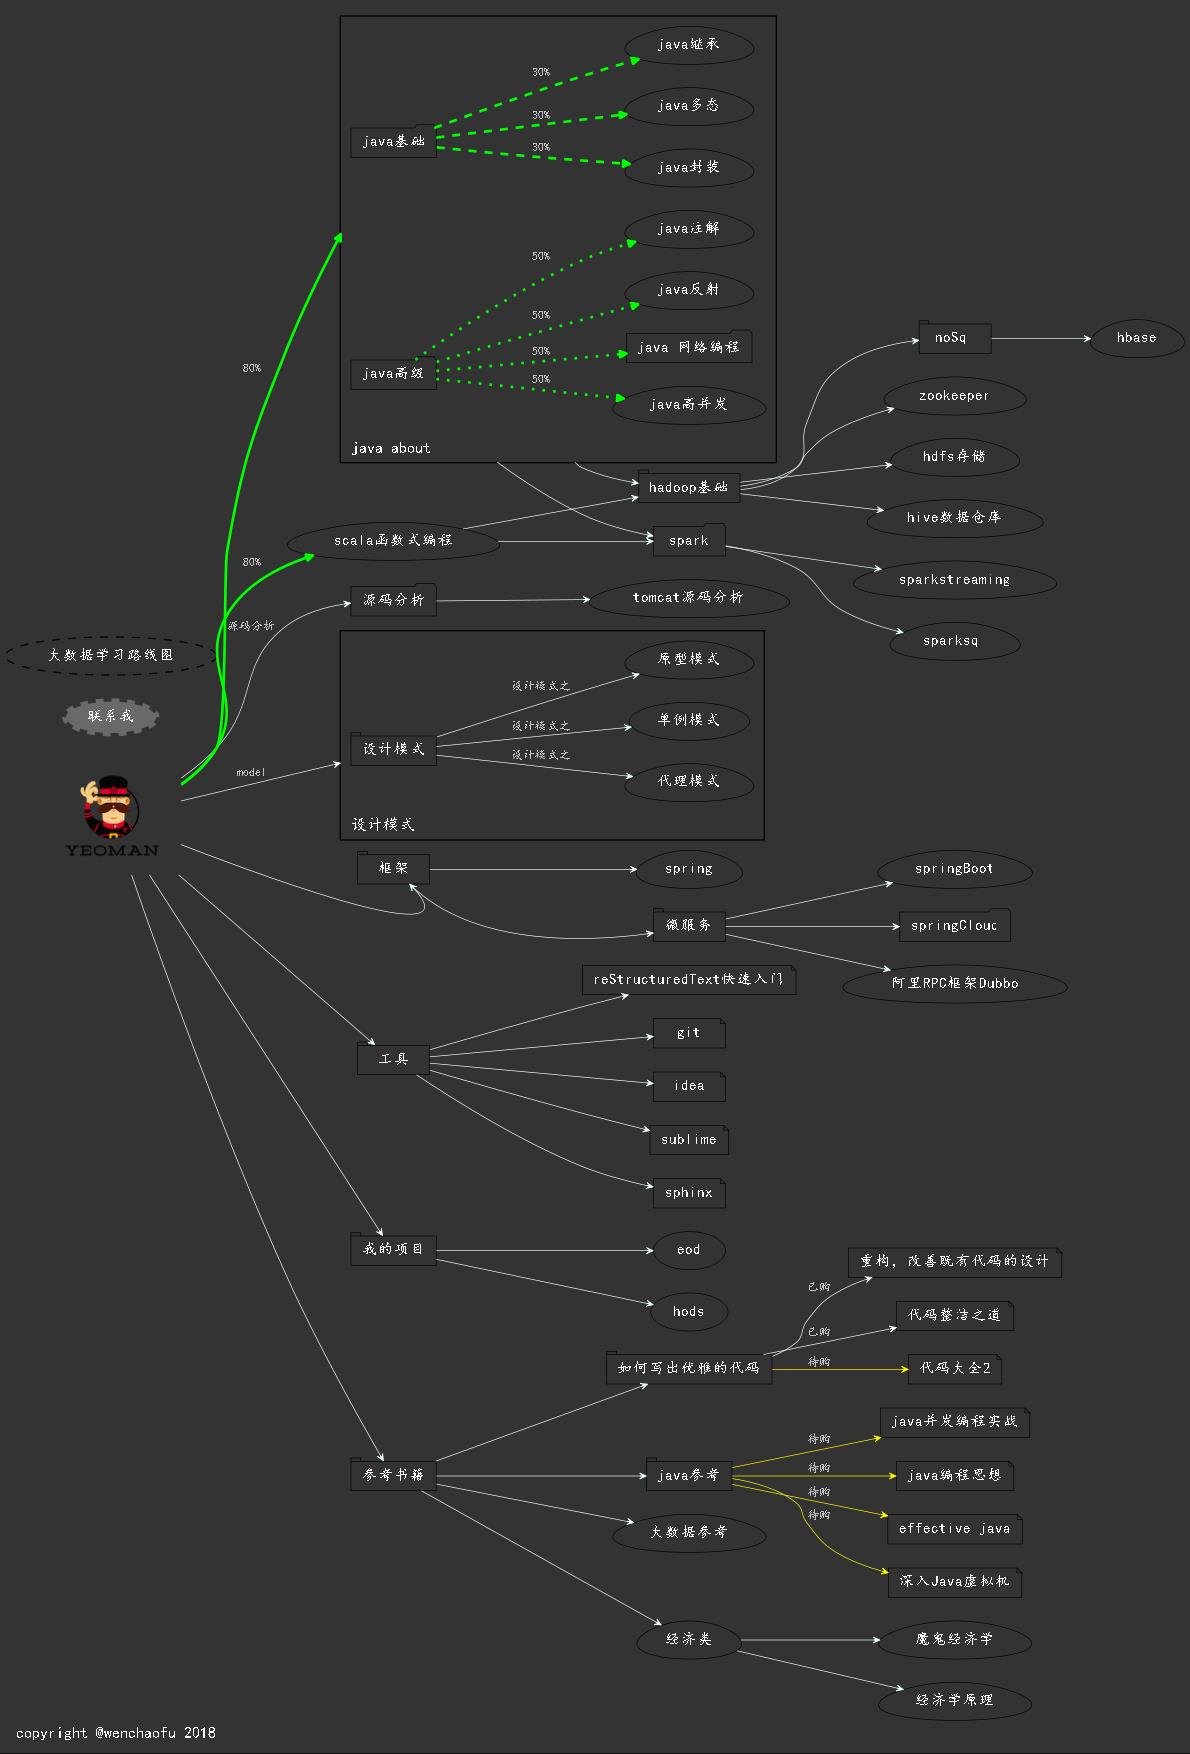 java继承
30%
java多态
30%
java基础
30%
java封装
java注解
50%
java反射
50%
java 网络编程
50%
java高级
50%
java高并发
java about
80%
noSq
hbase
zookeeper
hdfs存储
hadoop基础
hive数据仓库
scala函数式编程
spark
80%
sparkstreaming
源码分析
tomcat源码分析
源码分析
sparksq
大数据学习路线图
原型模式
设计模式之
联系我
单例模式
设计模式之
设计模式
设计模式之
model
代理模式
设计模式
YEOMAN
框架
spring
springBoot
微服务
springCloud
reStructuredText快速入门
阿里RPC框架Dubbo
git
工具
idea
sublime
sphinx
我的项目
eod
重构，改善既有代码的设计
已购
hods
代码整洁之道
已购
如何写出优雅的代码
待购
代码大全2
java并发编程实战
待购
参考书籍
java参考
待购
java编程思想
待购
effective java
待购
大数据参考
深入Java虚拟机
经济类
魔鬼经济学
经济学原理
copyright @wenchaofu 2018